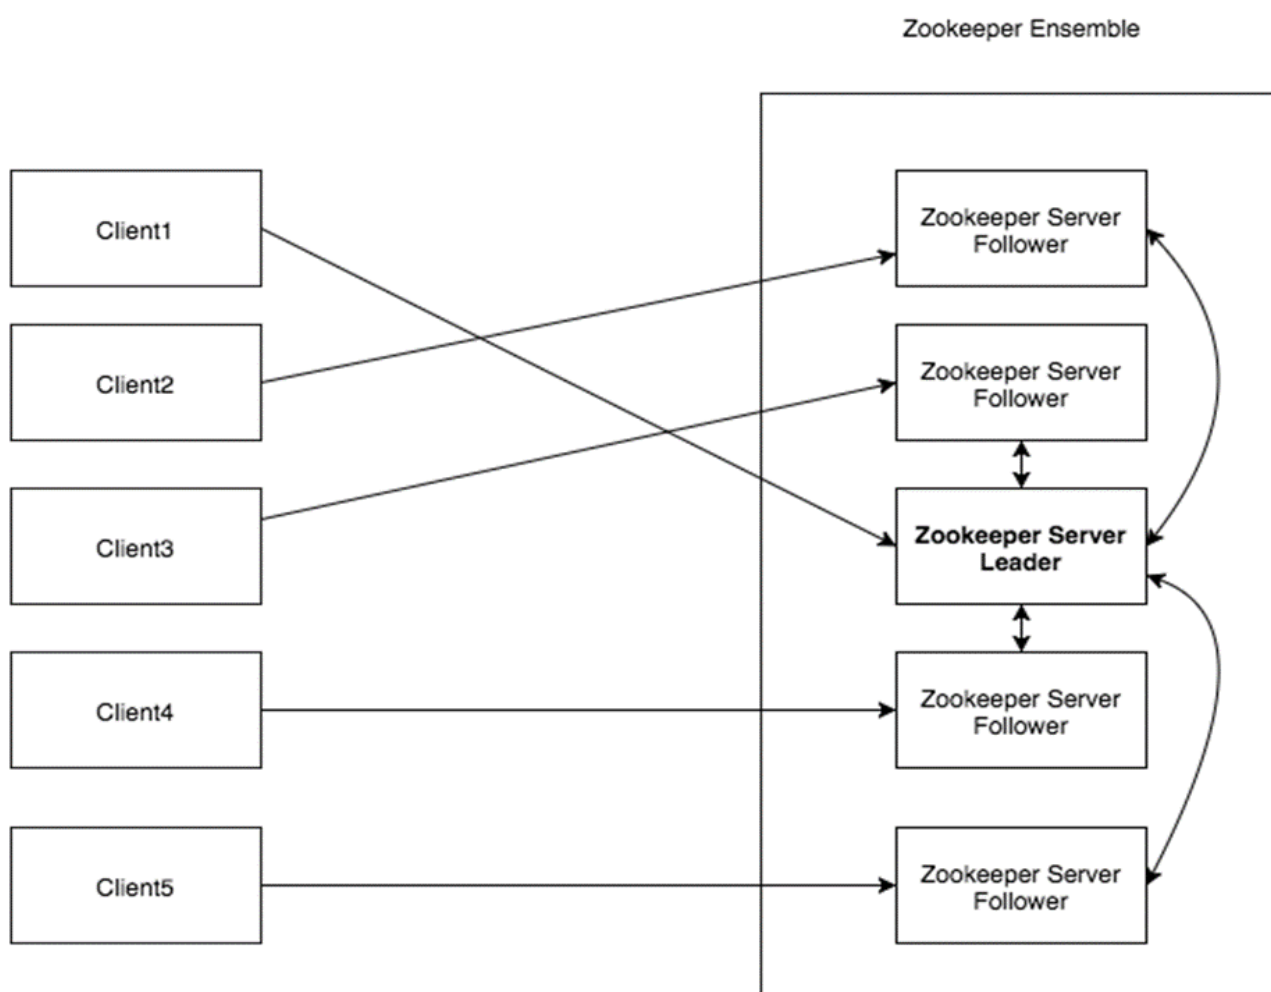 Zookeeper Ensemble
Client1
Zookeeper Server
Follower
Client2
Zookeeper Server
Follower
Client3
Zookeeper Server
Leader
Client4
Zookeeper Server
Follower
Client5
Zookeeper Server
Follower